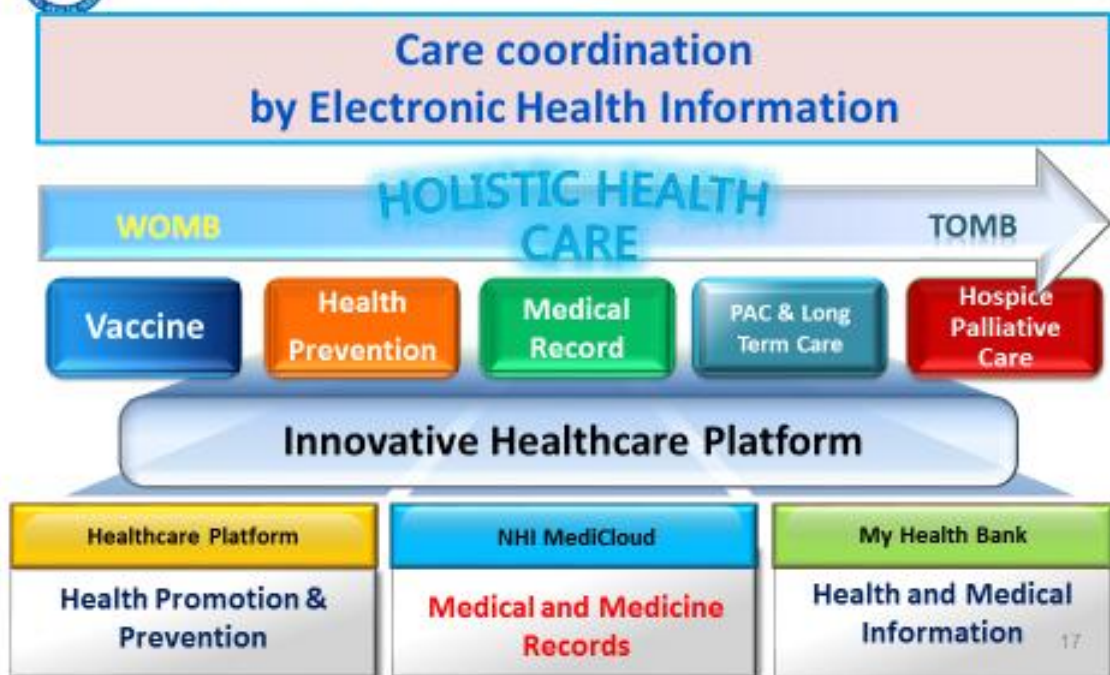 Care coordination
by Electronic Health Information
HOLISTIC HEALTH
CARE
WOMB
TOMB
Vaccine
Health
Prevention
Medical
Record
PAC & Long
Term Care
Hospice
Palliative
Care
Innovative Healthcare Platform
Healthcare Platform
Health Promotion &
Prevention
NHI MediCloud
Medical and Medicine
Records
My Health Bank
Health and Medical
Information
17